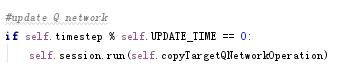 #update Q network
if self.timestep % self.UPDATE_TIME == 0:
self.session.run(self.copyTargetQNetworkOperation)